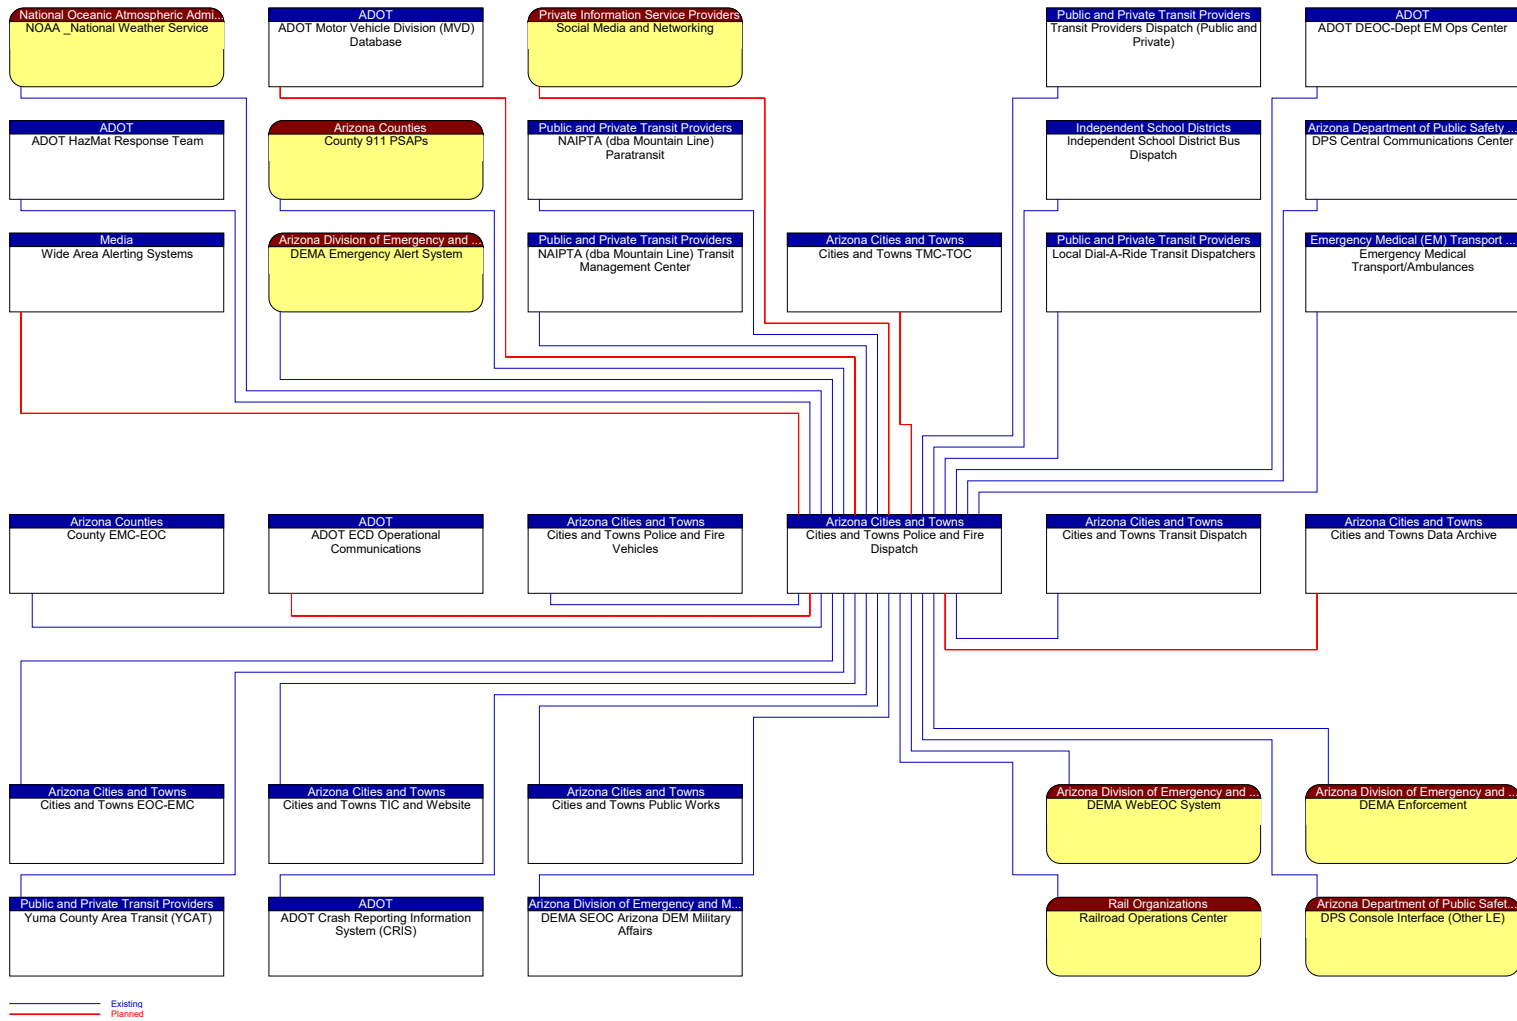 National Oceanic Atmospheric Admi...
NOAA _National Weather Service
ADOT
ADOT Motor Vehicle Division (MVD)
Database
Private Information Service Providers
Social Media and Networking
Public and Private Transit Providers
Transit Providers Dispatch (Public and
Private)
ADOT
ADOT DEOC-Dept EM Ops Center
ADOT
ADOT HazMat Response Team
Arizona Counties
County 911 PSAPs
Public and Private Transit Providers
NAIPTA (dba Mountain Line)
Paratransit
Independent School Districts
Independent School District Bus
Dispatch
Arizona Department of Public Safety ...
DPS Central Communications Center
Media
Wide Area Alerting Systems
Arizona Division of Emergency and ...
DEMA Emergency Alert System
Public and Private Transit Providers
NAIPTA (dba Mountain Line) Transit
Management Center
Arizona Cities and Towns
Cities and Towns TMC-TOC
Public and Private Transit Providers
Local Dial-A-Ride Transit Dispatchers
Emergency Medical (EM) Transport ...
Emergency Medical
Transport/Ambulances
Arizona Counties
County EMC-EOC
ADOT
ADOT ECD Operational
Communications
Arizona Cities and Towns
Cities and Towns Police and Fire
Vehicles
Arizona Cities and Towns
Cities and Towns Police and Fire
Dispatch
Arizona Cities and Towns
Cities and Towns Transit Dispatch
Arizona Cities and Towns
Cities and Towns Data Archive
Arizona Cities and Towns
Cities and Towns EOC-EMC
Arizona Cities and Towns
Cities and Towns TIC and Website
Arizona Cities and Towns
Cities and Towns Public Works
Arizona Division of Emergency and ...
DEMA WebEOC System
Arizona Division of Emergency and ...
DEMA Enforcement
Public and Private Transit Providers
Yuma County Area Transit (YCAT)
ADOT
ADOT Crash Reporting Information
System (CRIS)
Arizona Division of Emergency and M...
DEMA SEOC Arizona DEM Military
Affairs
Rail Organizations
Railroad Operations Center
Arizona Department of Public Safet...
DPS Console Interface (Other LE)
Existing
Planned